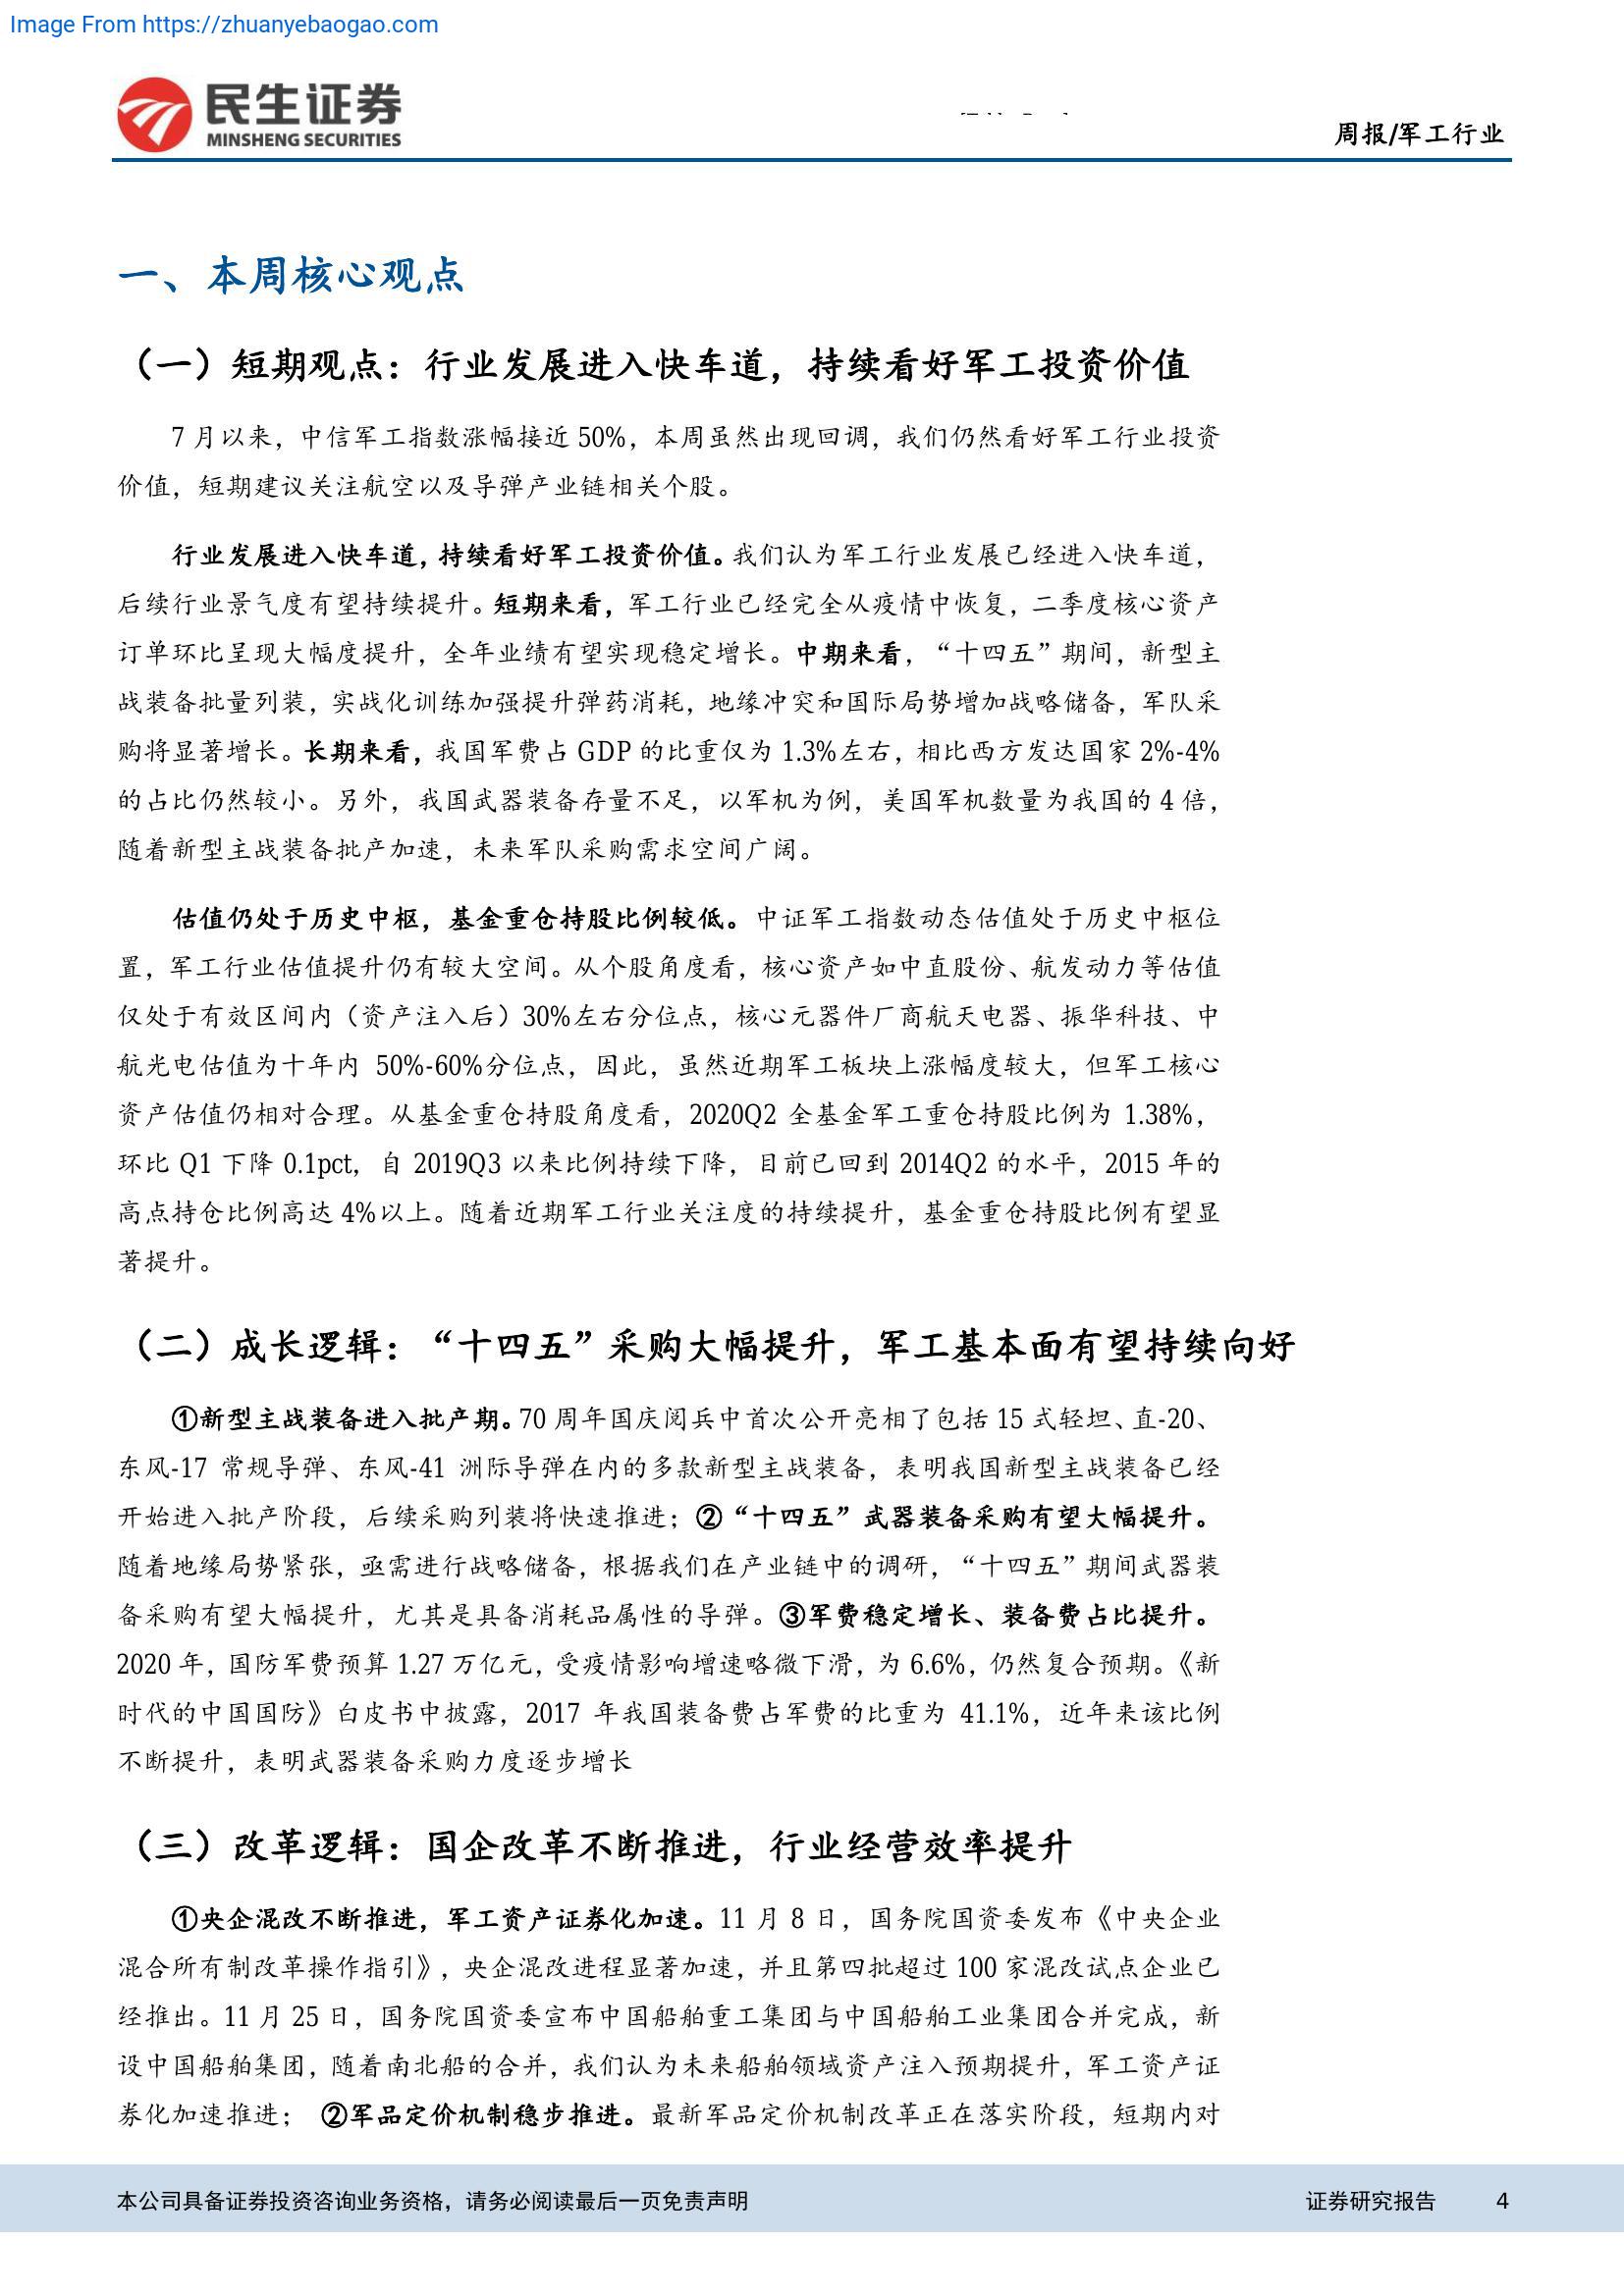 Image From https://zhuanyebaogao.com
民生证券
MINSHENG SECURITIES
周报/军工行业
一、本周核心观点
（一）短期观点：行业发展进入快车道，持续看好军工投资价值
7 月以来，中信军工指数涨幅接近 50%，本周虽然出现回调，我们仍然看好军工行业投资
价值，短期建议关注航空以及导弹产业链相关个股。
行业发展进入快车道，持续看好军工投资价值。我们认为军工行业发展已经进入快车道，
后续行业景气度有望持续提升。短期来看，军工行业已经完全从疫情中恢复，二季度核心资产
订单环比呈现大幅度提升，全年业绩有望实现稳定增长。中期来看，“十四五”期间，新型主
战装备批量列装，实战化训练加强提升弹药消耗，地缘冲突和国际局势增加战略储备，军队采
购将显著增长。长期来看，我国军费占 GDP 的比重仅为 1.3%左右，相比西方发达国家 2%-4%
的占比仍然较小。另外，我国武器装备存量不足，以军机为例，美国军机数量为我国的 4 倍，
随着新型主战装备批产加速，未来军队采购需求空间广阔。
估值仍处于历史中枢，基金重仓持股比例较低。中证军工指数动态估值处于历史中枢位
置，军工行业估值提升仍有较大空间。从个股角度看，核心资产如中直股份、航发动力等估值
仅处于有效区间内（资产注入后）30%左右分位点，核心元器件厂商航天电器、振华科技、中
航光电估值为十年内 50%-60%分位点，因此，虽然近期军工板块上涨幅度较大，但军工核心
资产估值仍相对合理。从基金重仓持股角度看，2020Q2 全基金军工重仓持股比例为 1.38%，
环比 Q1 下降 0.1pct，自 2019Q3 以来比例持续下降，目前已回到 2014Q2 的水平，2015 年的
高点持仓比例高达 4%以上。随着近期军工行业关注度的持续提升，基金重仓持股比例有望显
著提升。
（二）成长逻辑：“十四五”采购大幅提升，军工基本面有望持续向好
①新型主战装备进入批产期。70 周年国庆阅兵中首次公开亮相了包括 15 式轻坦、直-20、
东风-17 常规导弹、东风-41 洲际导弹在内的多款新型主战装备，表明我国新型主战装备已经
开始进入批产阶段，后续采购列装将快速推进；②“十四五”武器装备采购有望大幅提升。
随着地缘局势紧张，亟需进行战略储备，根据我们在产业链中的调研，“十四五”期间武器装
备采购有望大幅提升，尤其是具备消耗品属性的导弹。③军费稳定增长、装备费占比提升。
2020 年，国防军费预算 1.27 万亿元，受疫情影响增速略微下滑，为 6.6%，仍然复合预期。《新
时代的中国国防》白皮书中披露，2017 年我国装备费占军费的比重为 41.1%，近年来该比例
不断提升，表明武器装备采购力度逐步增长
（三）改革逻辑：国企改革不断推进，行业经营效率提升
①央企混改不断推进，军工资产证券化加速。11 月 8 日，国务院国资委发布《中央企业
混合所有制改革操作指引》，央企混改进程显著加速，并且第四批超过 100 家混改试点企业已
经推出。11 月 25 日，国务院国资委宣布中国船舶重工集团与中国船舶工业集团合并完成，新
设中国船舶集团，随着南北船的合并，我们认为未来船舶领域资产注入预期提升，军工资产证
券化加速推进； ②军品定价机制稳步推进。最新军品定价机制改革正在落实阶段，短期内对
本公司具备证券投资咨询业务资格，请务必阅读最后一页免责声明
证券研究报告 4